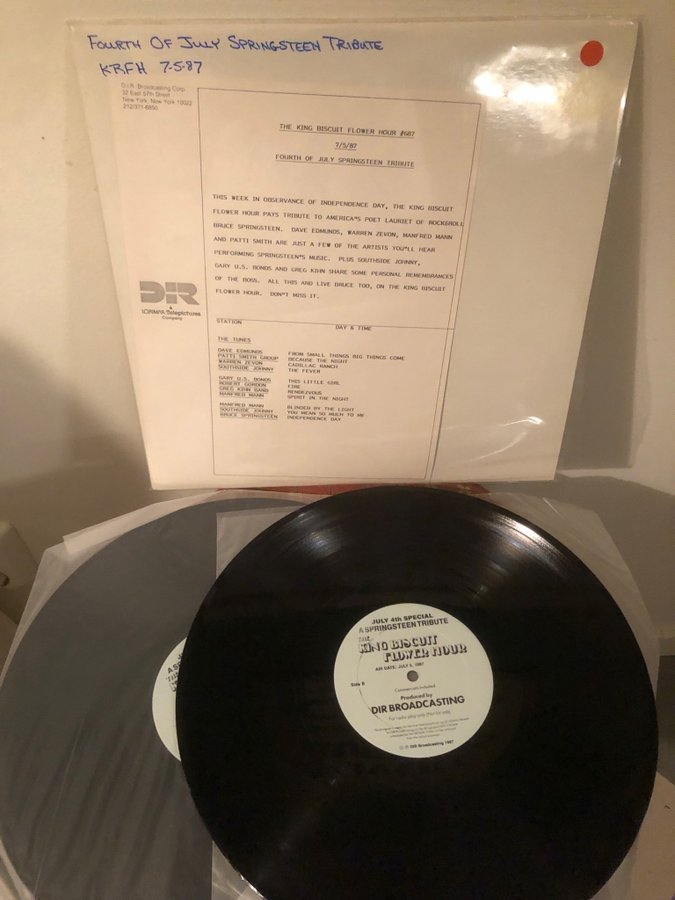 FOURTH OF JULY SPRINGSTEEN TRIBUTE
KRFH 7-5-87
D.I.R. Broadcasting Corp.
32 East 57th Street
New York, New York 10022
212/371-6850
THE KING BISCUIT FLOWER HOUR #687
7/5/87
FOURTH OF JULY SPRINGSTEEN TRIBUTE
THIS WEEK IN OBSERVANCE OF INDEPENDENCE DAY, THE KING BISCUIT
FLOWER HOUR PAYS TRIBUTE TO AMERICA"S POET LAURIET OF ROCK&ROLL
BRUCE SPRINGSTEEN. DAVE EDMUNDS, WARREN ZEVON, MANFRED MANN
AND PATTI SMITH ARE JUST A FEW OF THE ARTISTS YOU"LL HEAR
PERFORMING SPRINGSTEEN"S MUSIC. PLUS SOUTHSIDE JOHNNY,
GARY U.S. BONDS AND GREG KIHN SHARE SOME PERSONAL REMEMBRANCES
OF THE BOSS. ALL THIS AND LIVE BRUCE TOO, ON THE KING BISCUIT
FLOWER HOUR. DON"T MISS IT.
DIR
A
LORIMAR Telepictures
Company
STATION DAY & TIME
THE TUNES
DAVE EDMUNDS FROM SMALL THINGS BIG THINGS COME
PATTI SMITH GROUP BECAUSE THE NIGHT
WARREN ZEVON CADILLAC RANCH
SOUTHSIDE JOHNNY THE FEVER
GARY U.S. BONDS THIS LITTLE GIRL
ROBERT GORDON FIRE
GREG KIHN BAND RENDEZVOUS
MANFRED MANN SPIRIT IN THE NIGHT
MANFRED MANN BLINDED BY THE LIGHT
SOUTHSIDE JOHNNY YOU MEAN SO MUCH TO ME
BRUCE SPRINGSTEEN INDEPENDENCE DAY
JULY 4th SPECIAL
A SPRINGSTEEN TRIBUTE
THE
KING BISCUIT
FLOWER HOUR
AIR DATE: JULY 5, 1987
Side B
Commercials Included
Produced by
DIR BROADCASTING
For radio play only (Not for sale)
DIR Broadcasting 1987